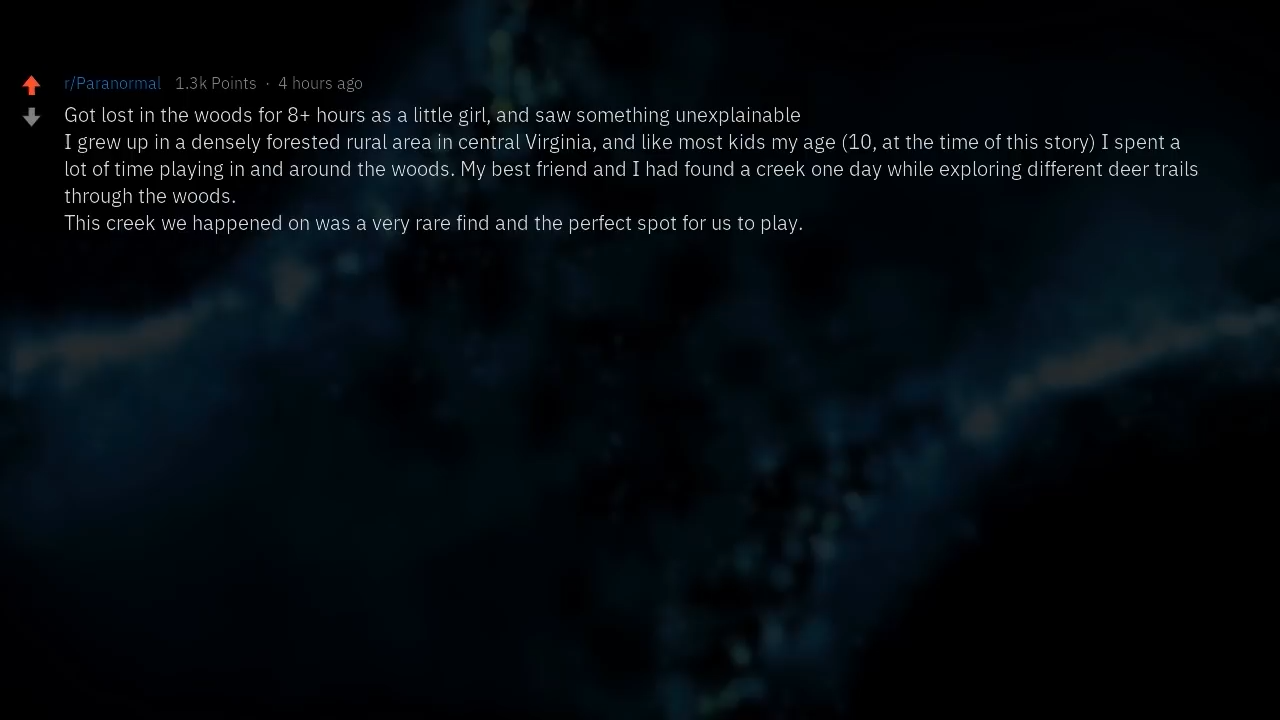 r/Paranormal 1.3k Points · 4 hours ago
Got lost in the woods for 8+ hours as a little girl, and saw something unexplainable
I grew up in a densely forested rural area in central Virginia, and like most kids my age (10, at the time of this story) I spent a
lot of time playing in and around the woods. My best friend and I had found a creek one day while exploring different deer trails
through the woods.
This creek we happened on was a very rare find and the perfect spot for us to play.